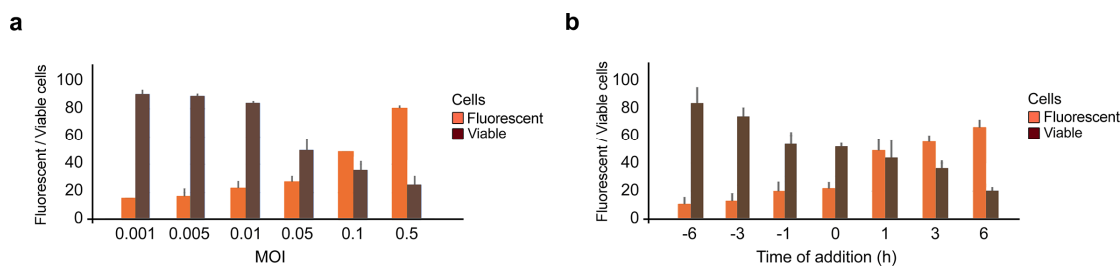 a
Fluorescent / Viable cells
100
80
60
40
20
0
0.001 0.005 0.01 0.05 0.1 0.5
MOI
Cells
Fluorescent
Viable
b
Fluorescent / Viable cells
100
80
60
40
20
0
-6 -3 -1 0 1 3 6
Time of addition (h)
Cells
Fluorescent
Viable